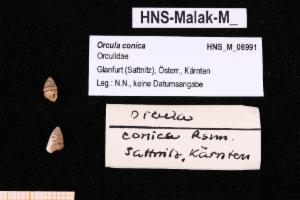 HNS-Malak-M_
Orcula conica HNS_M_06991
Orculidae
Glanfurt (Sattnitz), Österr., Kärnten
Leg.: N.N., keine Datumsangabe
Orcula
conica Rssm.
Sattnitz, Kärnten